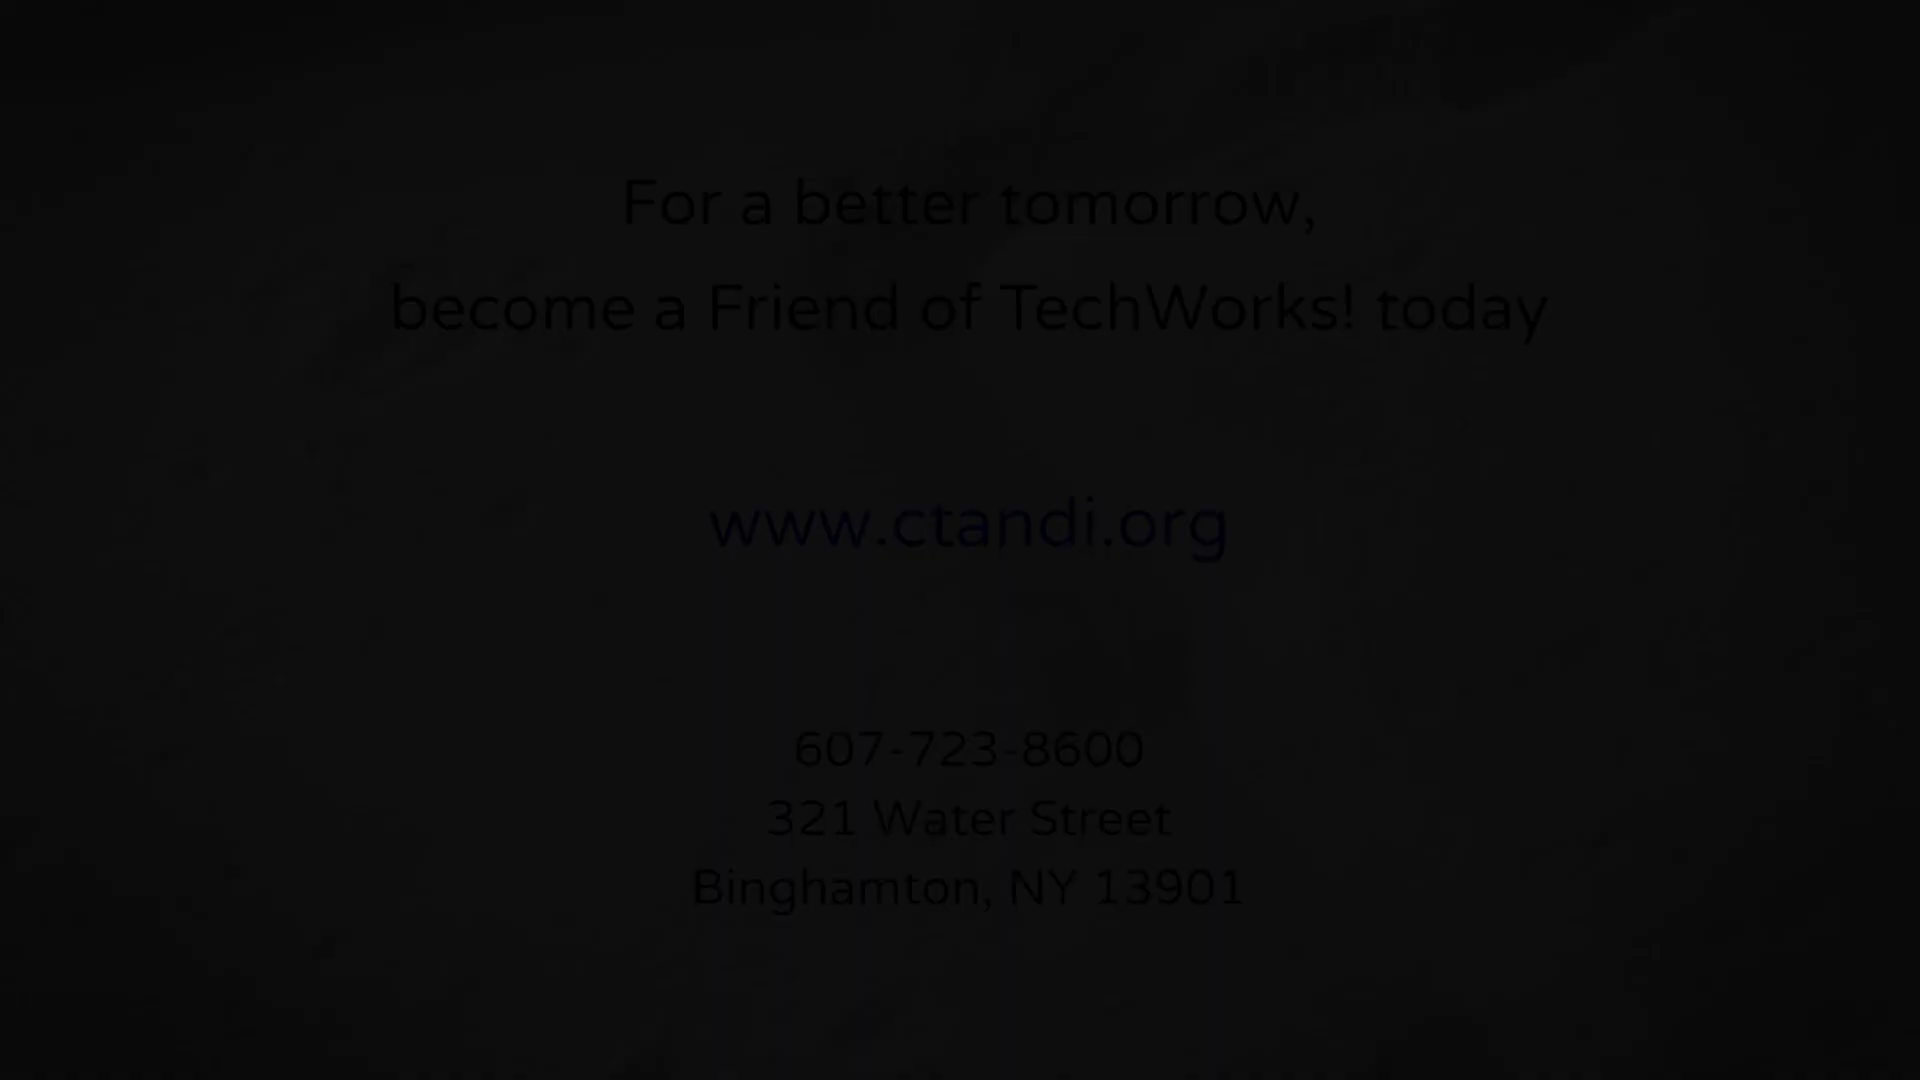 For a better tomorrow,
become a Friend of TechWorks! today
www.ctandi.org
607-723-8600
321 Water Street
Binghamton, NY 13901